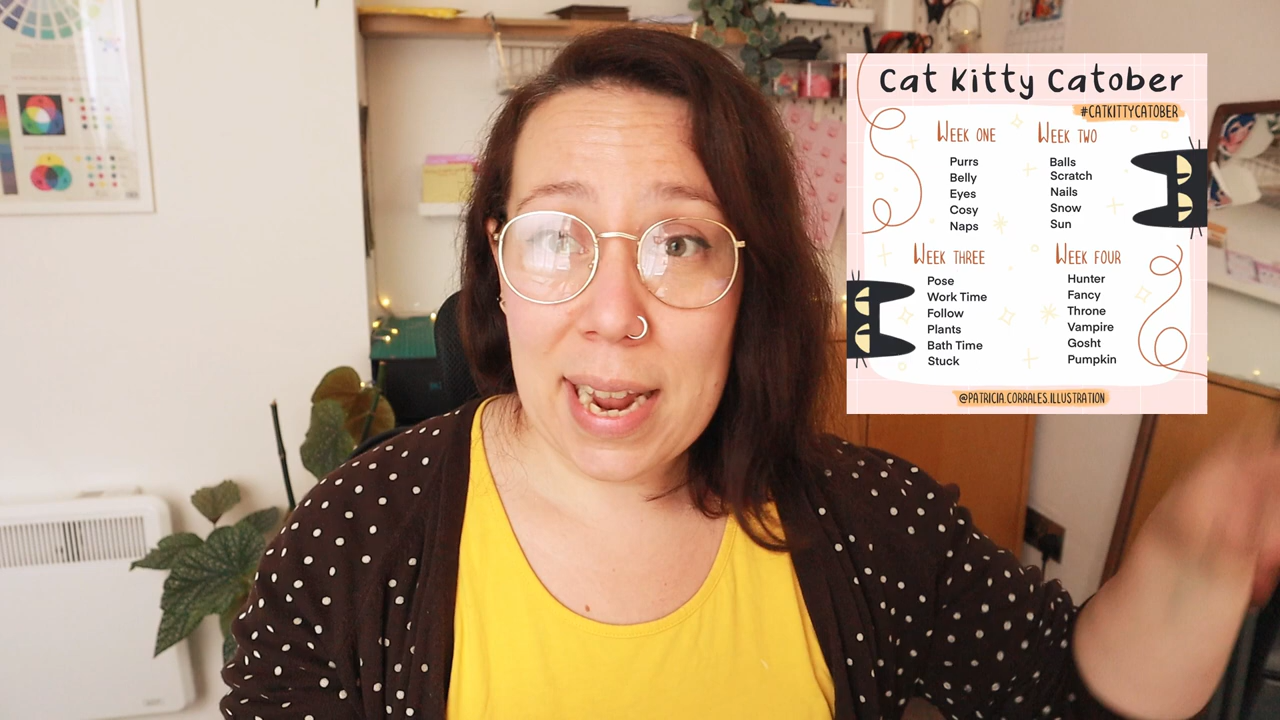 Cat Kitty Catober
#CATKITTYCATOBER
WEEK ONE
Purrs
Belly
Eyes
Cosy
Naps
WEEK TWO
Balls
Scratch
Nails
Snow
Sun
WEEK THREE
Pose
Work Time
Follow
Plants
Bath Time
Stuck
WEEK FOUR
Hunter
Fancy
Throne
Vampire
Gosht
Pumpkin
@PATRICIA.CORRALES.ILLUSTRATION